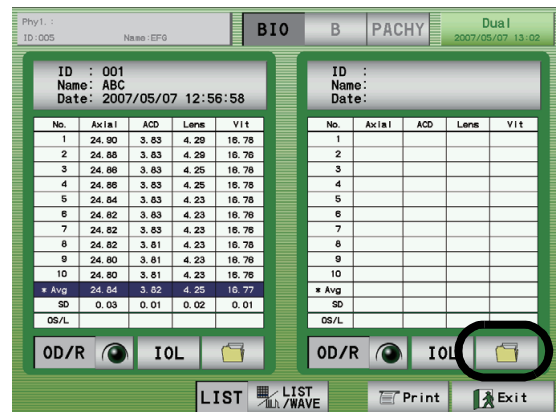 Phyl. :
ID:005 Name:EFG
BIO B PACHY
Dual
2007/05/07 13:02
ID : 001
Name: ABC
Date: 2007/05/07 12:56:58
No. Axial ACD Lens Vit
1 24.90 3.83 4.29 16.78
2 24.88 3.83 4.29 16.76
3 24.86 3.83 4.25 16.78
4 24.86 3.83 4.25 16.78
5 24.84 3.83 4.23 16.78
6 24.82 3.83 4.23 16.76
7 24.82 3.83 4.23 16.76
8 24.82 3.81 4.23 16.78
9 24.80 3.81 4.23 16.76
10 24.80 3.81 4.23 16.76
* Avg 24.84 3.82 4.25 16.77
SD 0.03 0.01 0.02 0.01
OS/L
OD/R IOL
ID :
Name:
Date:
No. Axial ACD Lens Vit
1
2
3
4
5
6
7
8
9
10
* Avg
SD
OS/L
OD/R IOL
LIST LIST/WAVE Print Exit